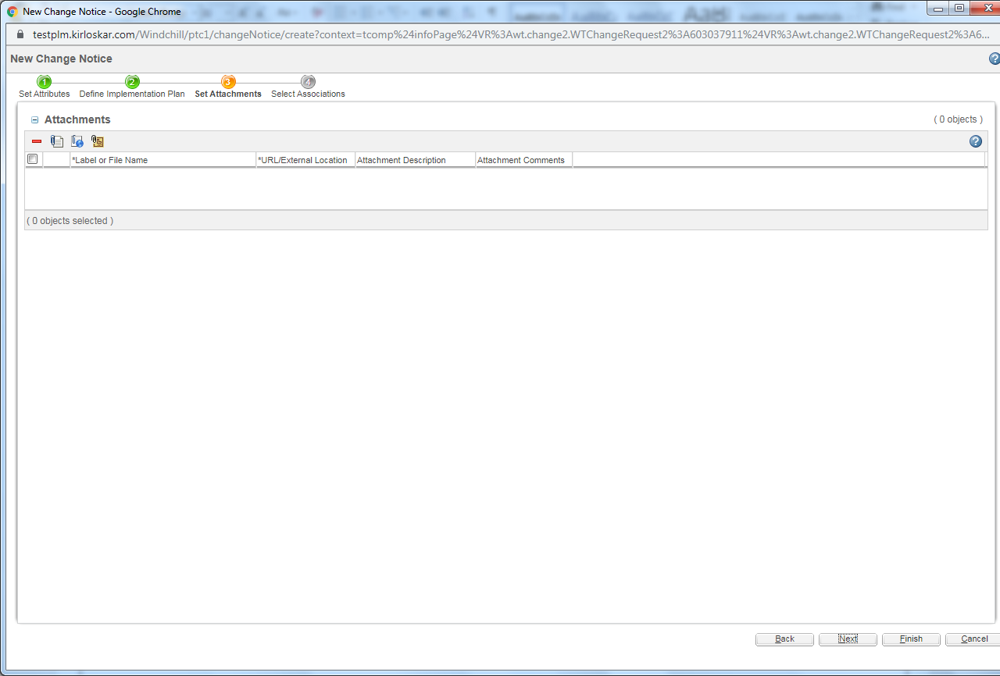 New Change Notice - Google Chrome
testplm.kirloskar.com/Windchill/ptc1/changeNotice/create?context=tcomp%24infoPage%24VR%3Awt.change2.WTChangeRequest2%3A603037911%24VR%3Awt.change2.WTChangeRequest2%3A6...
New Change Notice
1 2 3 4
Set Attributes Define Implementation Plan Set Attachments Select Associations
Attachments ( 0 objects )
*Label or File Name *URL/External Location Attachment Description Attachment Comments
( 0 objects selected )
Back Next Finish Cancel